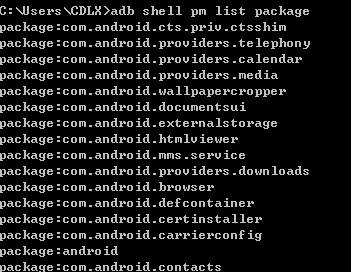 C:\Users\CDLX>adb shell pm list package
package:com.android.cts.priv.ctsshim
package:com.android.providers.telephony
package:com.android.providers.calendar
package:com.android.providers.media
package:com.android.wallpapercropper
package:com.android.documentsui
package:com.android.externalstorage
package:com.android.htmlviewer
package:com.android.mms.service
package:com.android.providers.downloads
package:com.android.browser
package:com.android.defcontainer
package:com.android.certinstaller
package:com.android.carrierconfig
package:android
package:com.android.contacts